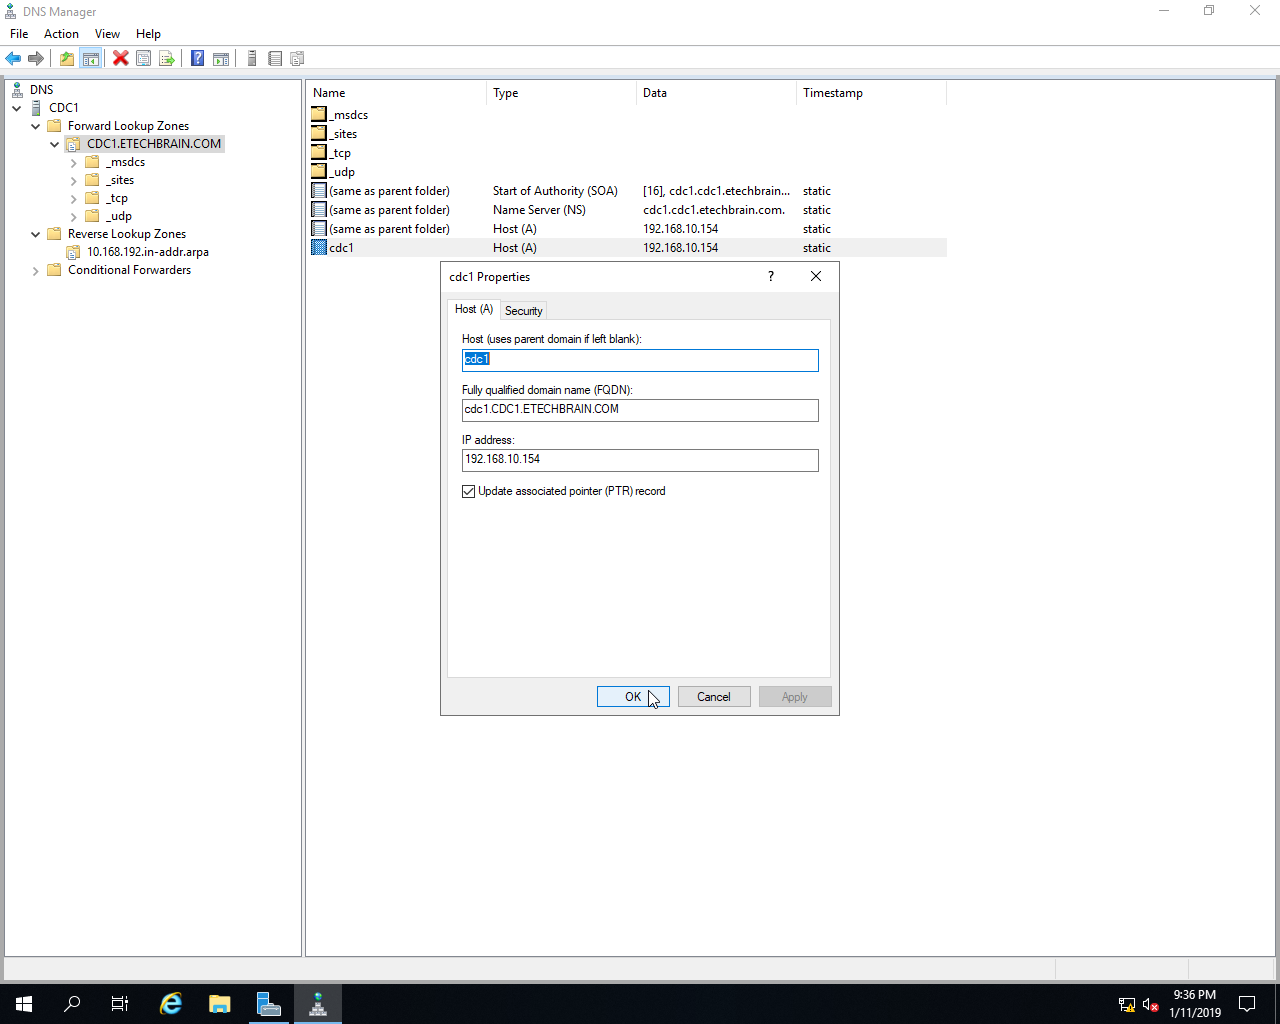 DNS Manager
File Action View Help
DNS
CDC1
Forward Lookup Zones
CDC1.ETECHBRAIN.COM
_msdcs
_sites
_tcp
_udp
Reverse Lookup Zones
10.168.192.in-addr.arpa
Conditional Forwarders
Name Type Data Timestamp
_msdcs
_sites
_tcp
_udp
(same as parent folder) Start of Authority (SOA) [16], cdc1.cdc1.etechbrain... static
(same as parent folder) Name Server (NS) cdc1.cdc1.etechbrain.com. static
(same as parent folder) Host (A) 192.168.10.154 static
cdc1 Host (A) 192.168.10.154 static
cdc1 Properties
Host (A) Security
Host (uses parent domain if left blank):
cdc1
Fully qualified domain name (FQDN):
cdc1.CDC1.ETECHBRAIN.COM
IP address:
192.168.10.154
Update associated pointer (PTR) record
OK Cancel Apply
9:36 PM
1/11/2019